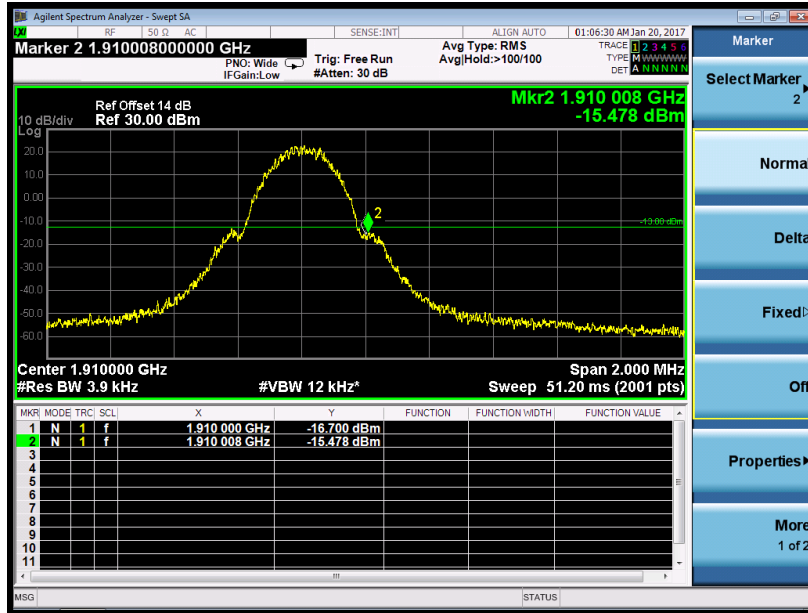 Agilent Spectrum Analyzer - Swept SA
LXI RF 50 Ω AC SENSE:INT ALIGN AUTO 01:06:30 AM Jan 20, 2017
Marker 2 1.910008000000 GHz
PNO: Wide
IFGain:Low
Trig: Free Run
#Atten: 30 dB
Avg Type: RMS
Avg|Hold:>100/100
TRACE 1 2 3 4 5 6
TYPE M W W W W W
DET A N N N N N
Ref Offset 14 dB
10 dB/div Ref 30.00 dBm
Log
Mkr2 1.910 008 GHz
-15.478 dBm
20.0
10.0
0.00
-10.0
-20.0
-30.0
-40.0
-50.0
-60.0
2
-13.00 dBm
Center 1.910000 GHz Span 2.000 MHz
#Res BW 3.9 kHz #VBW 12 kHz* Sweep 51.20 ms (2001 pts)
MKR MODE TRC SCL X Y FUNCTION FUNCTION WIDTH FUNCTION VALUE
1 N 1 f 1.910 000 GHz -16.700 dBm
2 N 1 f 1.910 008 GHz -15.478 dBm
3
4
5
6
7
8
9
10
11
MSG STATUS
Marker
Select Marker
2
Normal
Delta
Fixed
Off
Properties
More
1 of 2